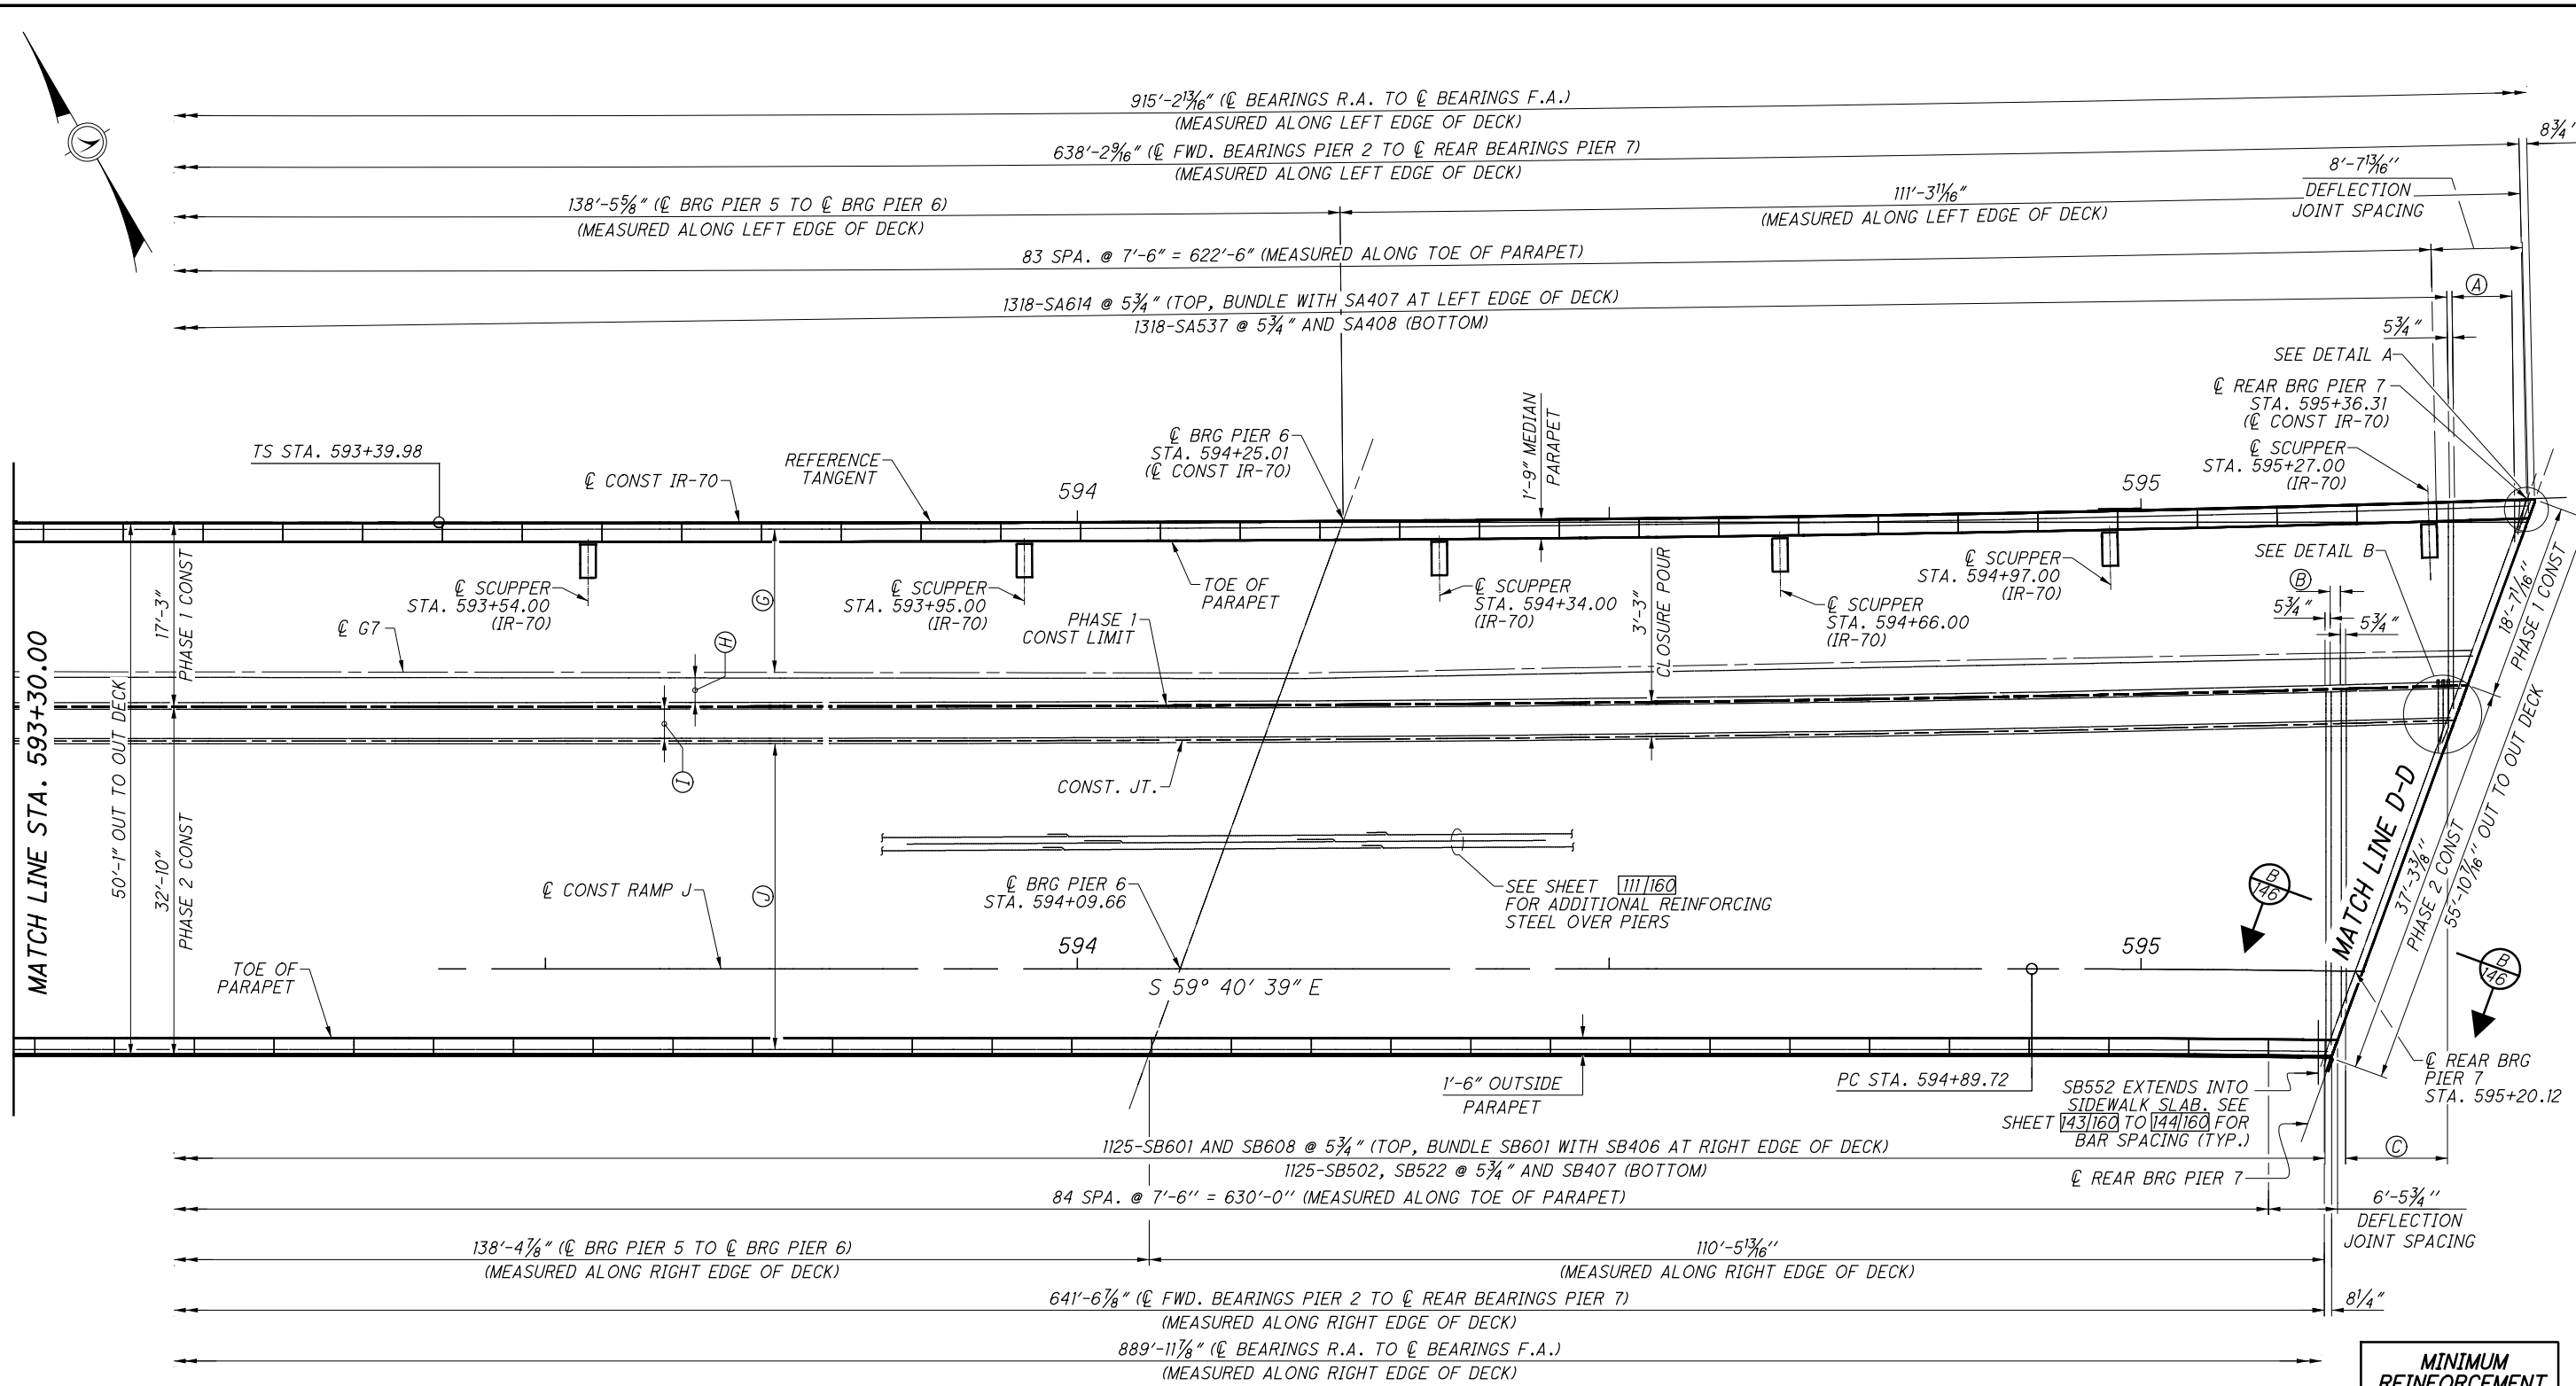 915'-2 13/16" (℄ BEARINGS R.A. TO ℄ BEARINGS F.A.)
(MEASURED ALONG LEFT EDGE OF DECK)
8 3/4"
638'-2 9/16" (℄ FWD. BEARINGS PIER 2 TO ℄ REAR BEARINGS PIER 7)
(MEASURED ALONG LEFT EDGE OF DECK)
8'-7 13/16''
DEFLECTION
JOINT SPACING
138'-5 5/8" (℄ BRG PIER 5 TO ℄ BRG PIER 6)
(MEASURED ALONG LEFT EDGE OF DECK)
111'-3 11/16"
(MEASURED ALONG LEFT EDGE OF DECK)
83 SPA. @ 7'-6" = 622'-6" (MEASURED ALONG TOE OF PARAPET)
1318-SA614 @ 5 3/4" (TOP, BUNDLE WITH SA407 AT LEFT EDGE OF DECK)
1318-SA537 @ 5 3/4" AND SA408 (BOTTOM)
A
5 3/4"
SEE DETAIL A
℄ REAR BRG PIER 7
STA. 595+36.31
(℄ CONST IR-70)
℄ SCUPPER
STA. 595+27.00
(IR-70)
TS STA. 593+39.98
℄ CONST IR-70
REFERENCE
TANGENT
594
℄ BRG PIER 6
STA. 594+25.01
(℄ CONST IR-70)
1'-9" MEDIAN
PARAPET
595
MATCH LINE STA. 593+30.00
50'-1" OUT TO OUT DECK
17'-3"
PHASE 1 CONST
32'-10"
PHASE 2 CONST
℄ SCUPPER
STA. 593+54.00
(IR-70)
℄ G7
℄ SCUPPER
STA. 593+95.00
(IR-70)
G
H
I
J
PHASE 1
CONST LIMIT
TOE OF
PARAPET
℄ SCUPPER
STA. 594+34.00
(IR-70)
3'-3"
CLOSURE POUR
℄ SCUPPER
STA. 594+66.00
(IR-70)
℄ SCUPPER
STA. 594+97.00
(IR-70)
SEE DETAIL B
B
5 3/4"
5 3/4"
18'-7 1/16''
PHASE 1 CONST
CONST. JT.
MATCH LINE D-D
37'-3 3/8''
PHASE 2 CONST
55'-10 7/16'' OUT TO OUT DECK
SEE SHEET 111/160
FOR ADDITIONAL REINFORCING
STEEL OVER PIERS
B
146
B
146
℄ CONST RAMP J
℄ BRG PIER 6
STA. 594+09.66
594
595
S 59° 40' 39" E
TOE OF
PARAPET
1'-6" OUTSIDE
PARAPET
PC STA. 594+89.72
SB552 EXTENDS INTO
SIDEWALK SLAB. SEE
SHEET 143/160 TO 144/160 FOR
BAR SPACING (TYP.)
℄ REAR BRG
PIER 7
STA. 595+20.12
℄ REAR BRG PIER 7
C
1125-SB601 AND SB608 @ 5 3/4" (TOP, BUNDLE SB601 WITH SB406 AT RIGHT EDGE OF DECK)
1125-SB502, SB522 @ 5 3/4" AND SB407 (BOTTOM)
84 SPA. @ 7'-6'' = 630'-0'' (MEASURED ALONG TOE OF PARAPET)
6'-5 3/4''
DEFLECTION
JOINT SPACING
138'-4 7/8" (℄ BRG PIER 5 TO ℄ BRG PIER 6)
(MEASURED ALONG RIGHT EDGE OF DECK)
110'-5 13/16''
(MEASURED ALONG RIGHT EDGE OF DECK)
641'-6 7/8" (℄ FWD. BEARINGS PIER 2 TO ℄ REAR BEARINGS PIER 7)
(MEASURED ALONG RIGHT EDGE OF DECK)
8 1/4"
889'-11 7/8" (℄ BEARINGS R.A. TO ℄ BEARINGS F.A.)
(MEASURED ALONG RIGHT EDGE OF DECK)
MINIMUM
REINFORCEMENT